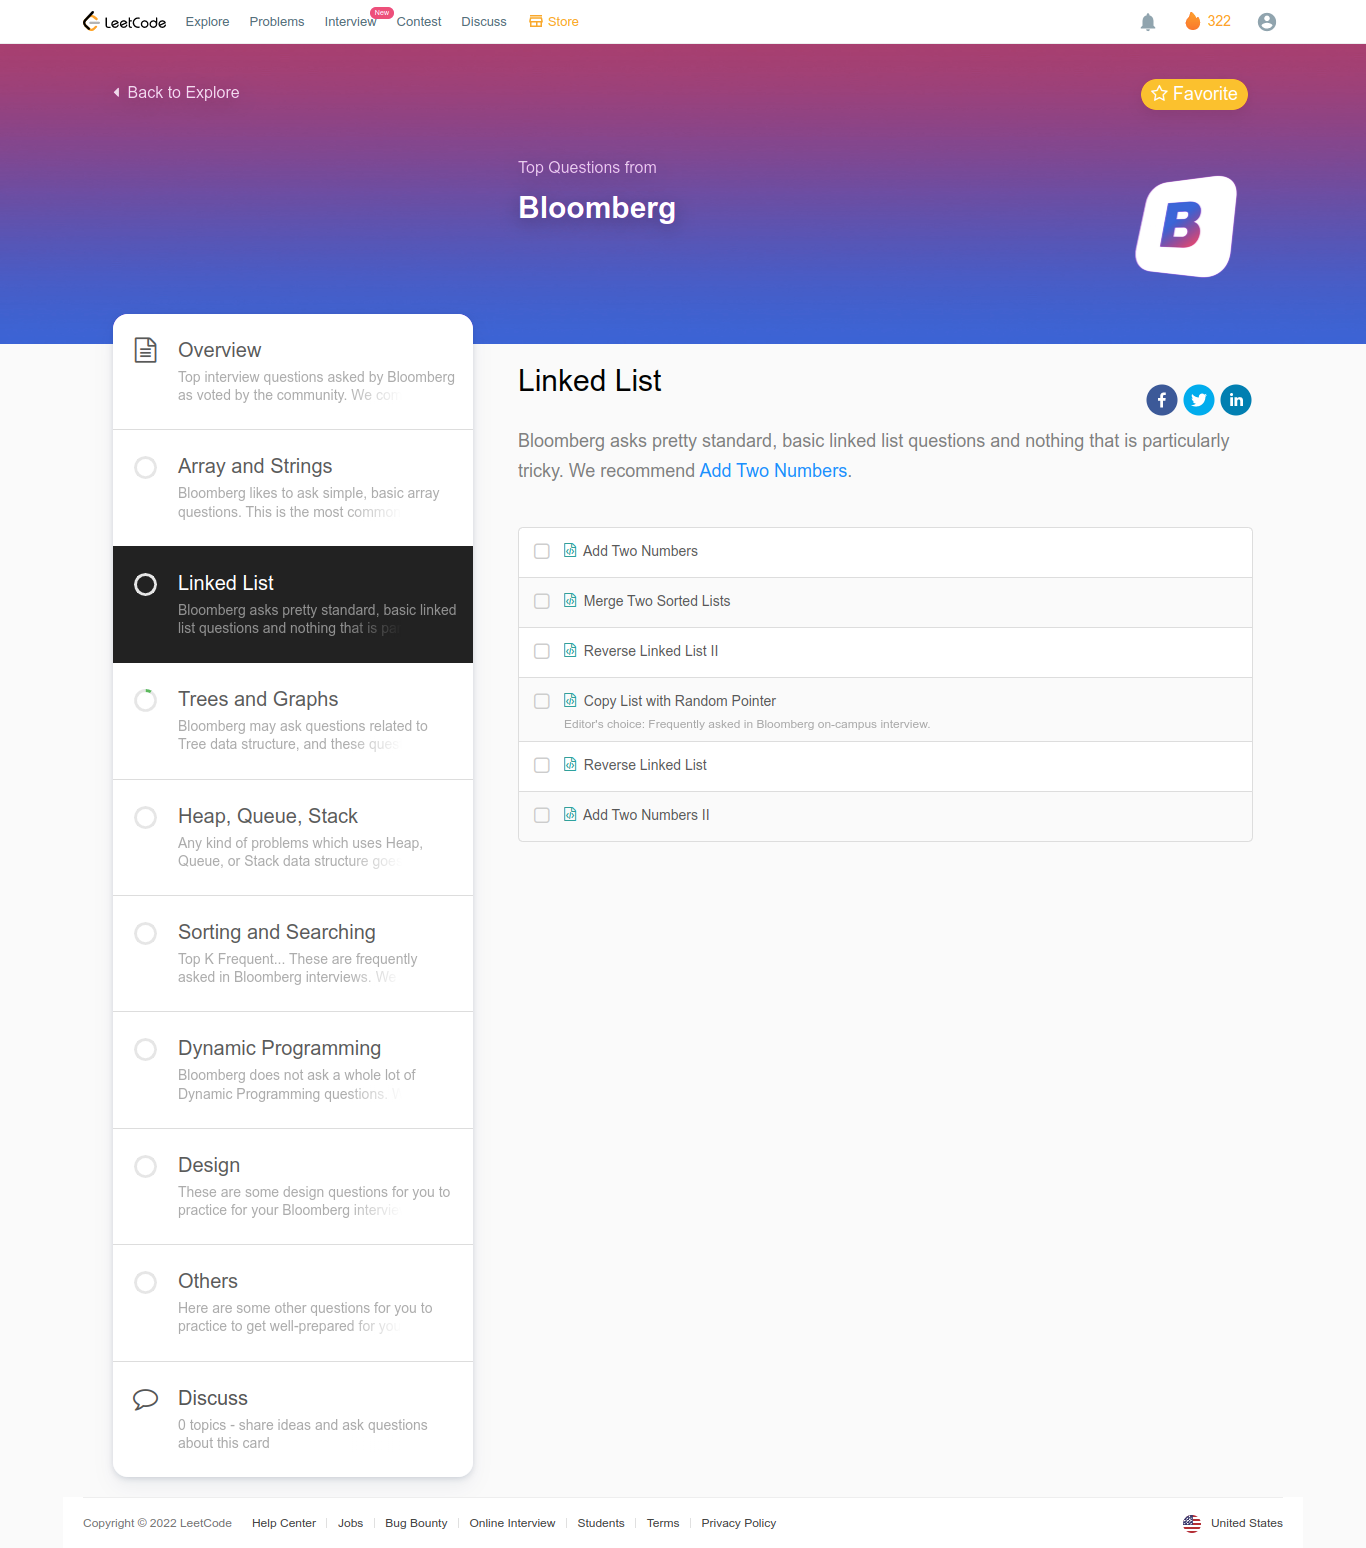 LeetCode Explore Problems Interview New Contest Discuss Store 322
Back to Explore
Favorite
Top Questions from
Bloomberg
B
Overview
Top interview questions asked by Bloomberg
as voted by the community. We con
Array and Strings
Bloomberg likes to ask simple, basic array
questions. This is the most common
Linked List
Bloomberg asks pretty standard, basic linked
list questions and nothing that is pa
Trees and Graphs
Bloomberg may ask questions related to
Tree data structure, and these ques
Heap, Queue, Stack
Any kind of problems which uses Heap,
Queue, or Stack data structure goes
Sorting and Searching
Top K Frequent... These are frequently
asked in Bloomberg interviews. We
Dynamic Programming
Bloomberg does not ask a whole lot of
Dynamic Programming questions. W
Design
These are some design questions for you to
practice for your Bloomberg intervie
Others
Here are some other questions for you to
practice to get well-prepared for you
Discuss
0 topics - share ideas and ask questions
about this card
Linked List
Bloomberg asks pretty standard, basic linked list questions and nothing that is particularly
tricky. We recommend Add Two Numbers.
Add Two Numbers
Merge Two Sorted Lists
Reverse Linked List II
Copy List with Random Pointer
Editor's choice: Frequently asked in Bloomberg on-campus interview.
Reverse Linked List
Add Two Numbers II
Copyright © 2022 LeetCode Help Center Jobs Bug Bounty Online Interview Students Terms Privacy Policy United States